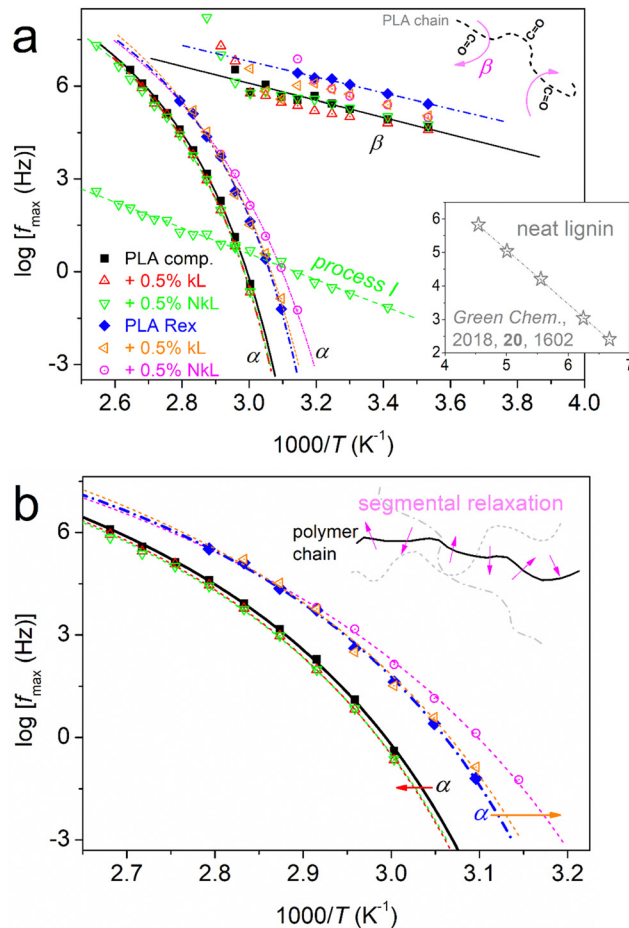 a
PLA chain
C=O
C=O
C=O
β
β
log [fmax (Hz)]
6
3
0
-3
PLA comp.
+ 0.5% kL
+ 0.5% NkL
PLA Rex
+ 0.5% kL
+ 0.5% NkL
process I
α
α
neat lignin
Green Chem.,
2018, 20, 1602
6
5
4
3
2
4 5 6 7
2.6 2.8 3.0 3.2 3.4 3.6 3.8 4.0
1000/T (K⁻¹)
b
segmental relaxation
polymer
chain
log [fmax (Hz)]
6
3
0
-3
α
α
2.7 2.8 2.9 3.0 3.1 3.2
1000/T (K⁻¹)